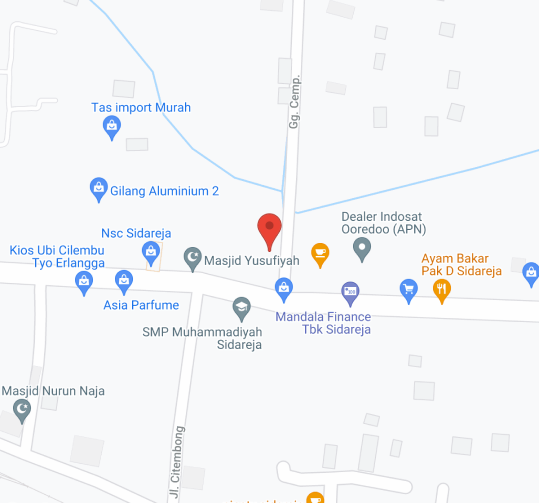 Gg. Cemp.
Tas import Murah
Gilang Aluminium 2
Dealer Indosat
Ooredoo (APN)
Nsc Sidareja
Kios Ubi Cilembu
Tyo Erlangga
Masjid Yusufiyah
Ayam Bakar
Pak D Sidareja
Asia Parfume
SMP Muhammadiyah
Sidareja
Mandala Finance
Tbk Sidareja
Masjid Nurun Naja
Jl. Citembong